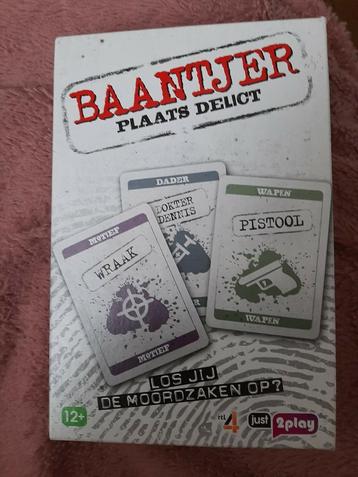 BAANTJER
PLAATS DELICT
DADER
DOKTER
DENNIS
WAPEN
PISTOOL
WAPEN
MOTIEF
WRAAK
MOTIEF
LOS JIJ
DE MOORDZAKEN OP?
12+
rtl 4
just
2play